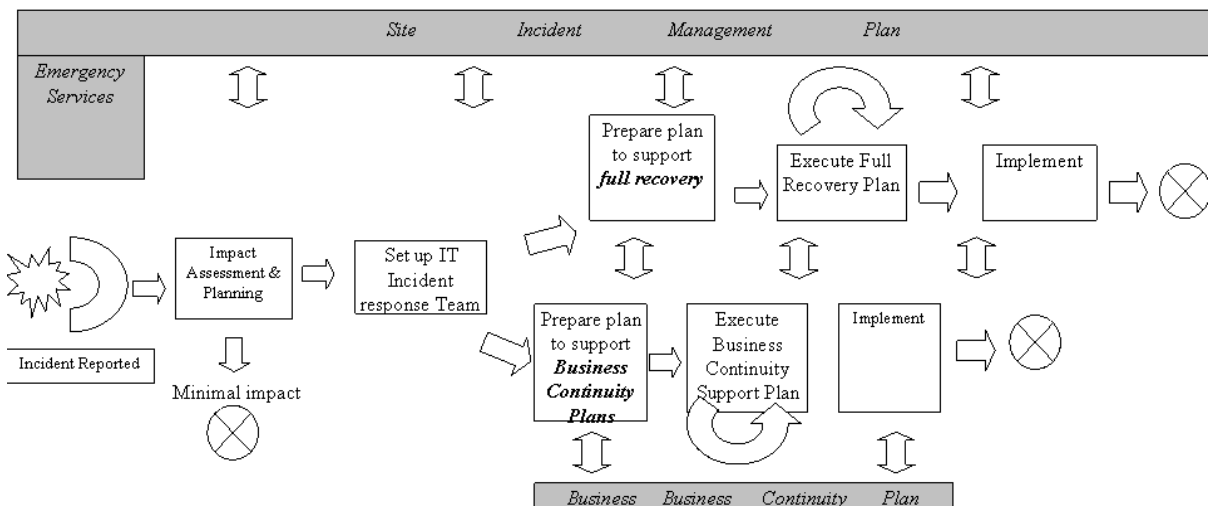 Site Incident Management Plan
Emergency
Services
Prepare plan
to support
full recovery
Execute Full
Recovery Plan
Implement
Impact
Assessment &
Planning
Set up IT
Incident
response Team
Incident Reported
Minimal impact
Prepare plan
to support
Business
Continuity
Plans
Execute
Business
Continuity
Support Plan
Implement
Business Business Continuity Plan